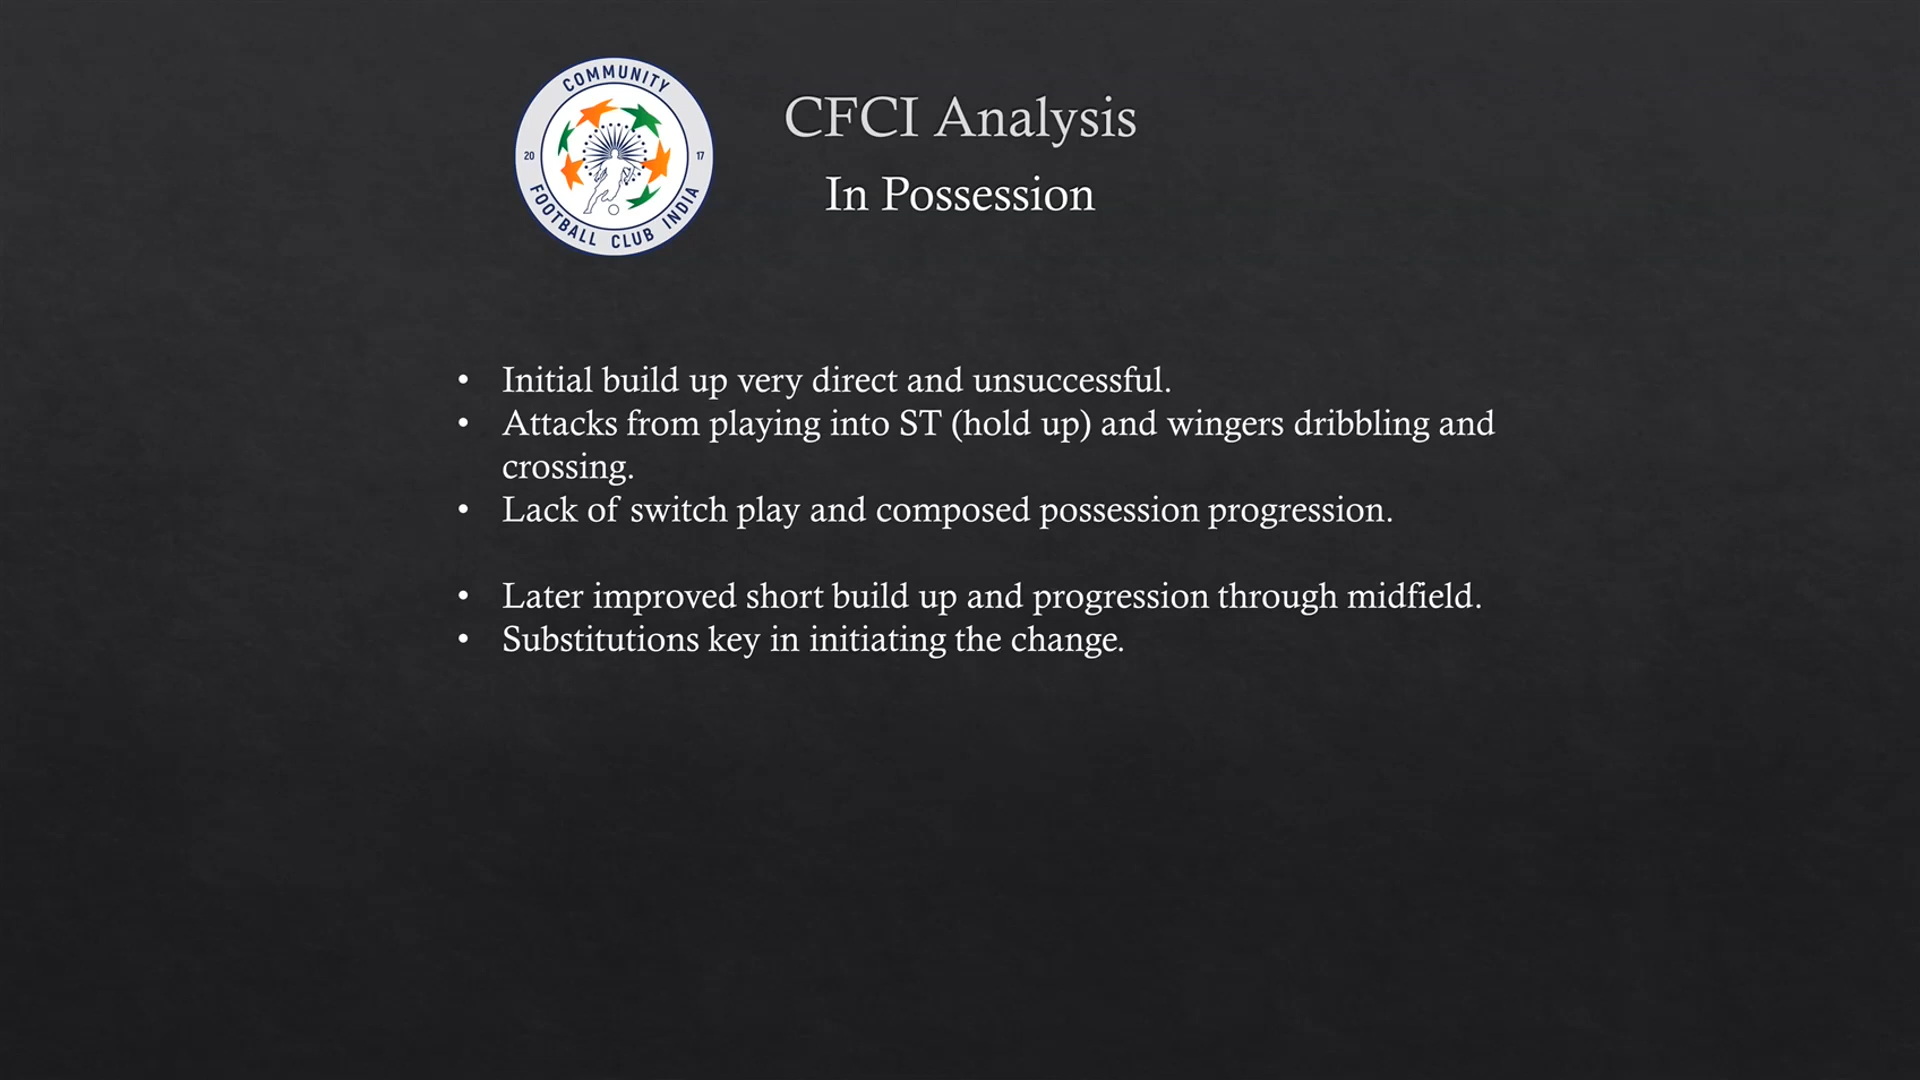 COMMUNITY
20 17
FOOTBALL CLUB INDIA
CFCI Analysis
In Possession
• Initial build up very direct and unsuccessful.
• Attacks from playing into ST (hold up) and wingers dribbling and
crossing.
• Lack of switch play and composed possession progression.
• Later improved short build up and progression through midfield.
• Substitutions key in initiating the change.